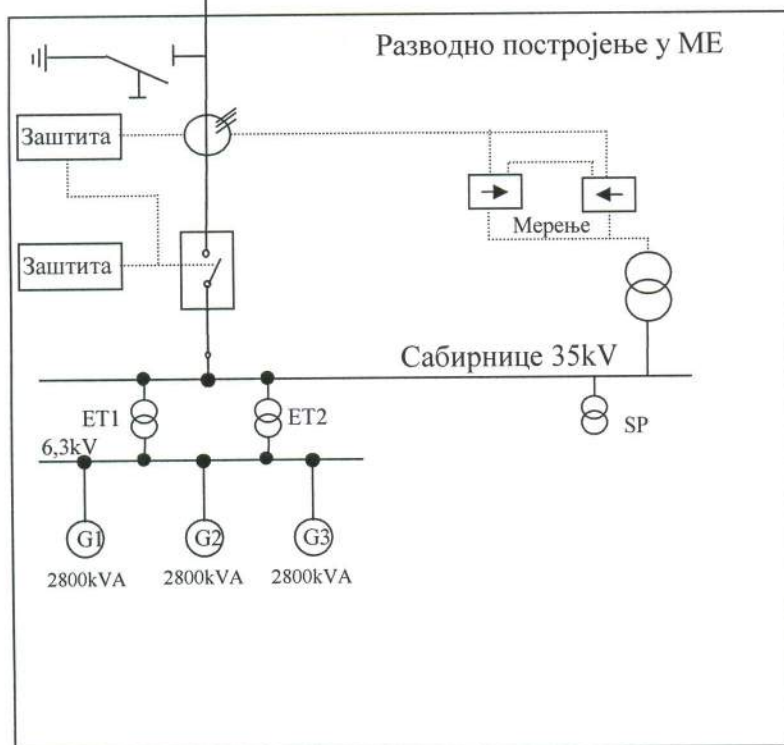 Разводно постројење у МЕ
Заштита
Мерење
Заштита
Сабирнице 35kV
ET1
ET2
SP
6,3kV
G1
G2
G3
2800kVA
2800kVA
2800kVA